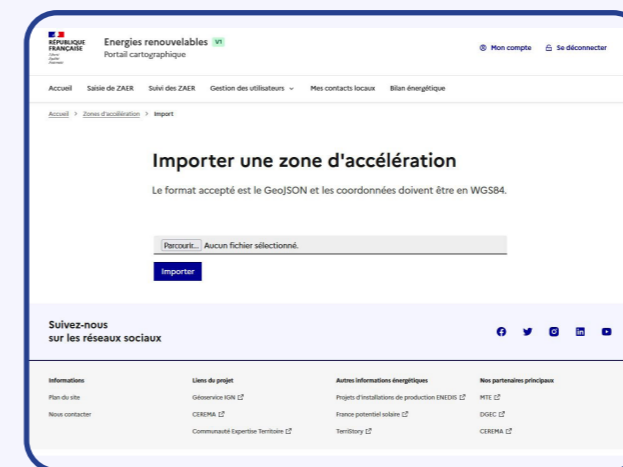 RÉPUBLIQUE
FRANÇAISE
Liberté
Égalité
Fraternité
Energies renouvelables V1
Portail cartographique
Mon compte Se déconnecter
Accueil Saisie de ZAER Suivi des ZAER Gestion des utilisateurs Mes contacts locaux Bilan énergétique
Accueil > Zones d'accélération > Import
Importer une zone d'accélération
Le format accepté est le GeoJSON et les coordonnées doivent être en WGS84.
Parcourir... Aucun fichier sélectionné.
Importer
Suivez-nous
sur les réseaux sociaux
Informations Liens du projet Autres informations énergétiques Nos partenaires principaux
Plan du site Géoservice IGN Projets d'installations de production ENEDIS MTE
Nous contacter CEREMA France potentiel solaire DGEC
Communauté Expertise Territoire TerriStory CEREMA